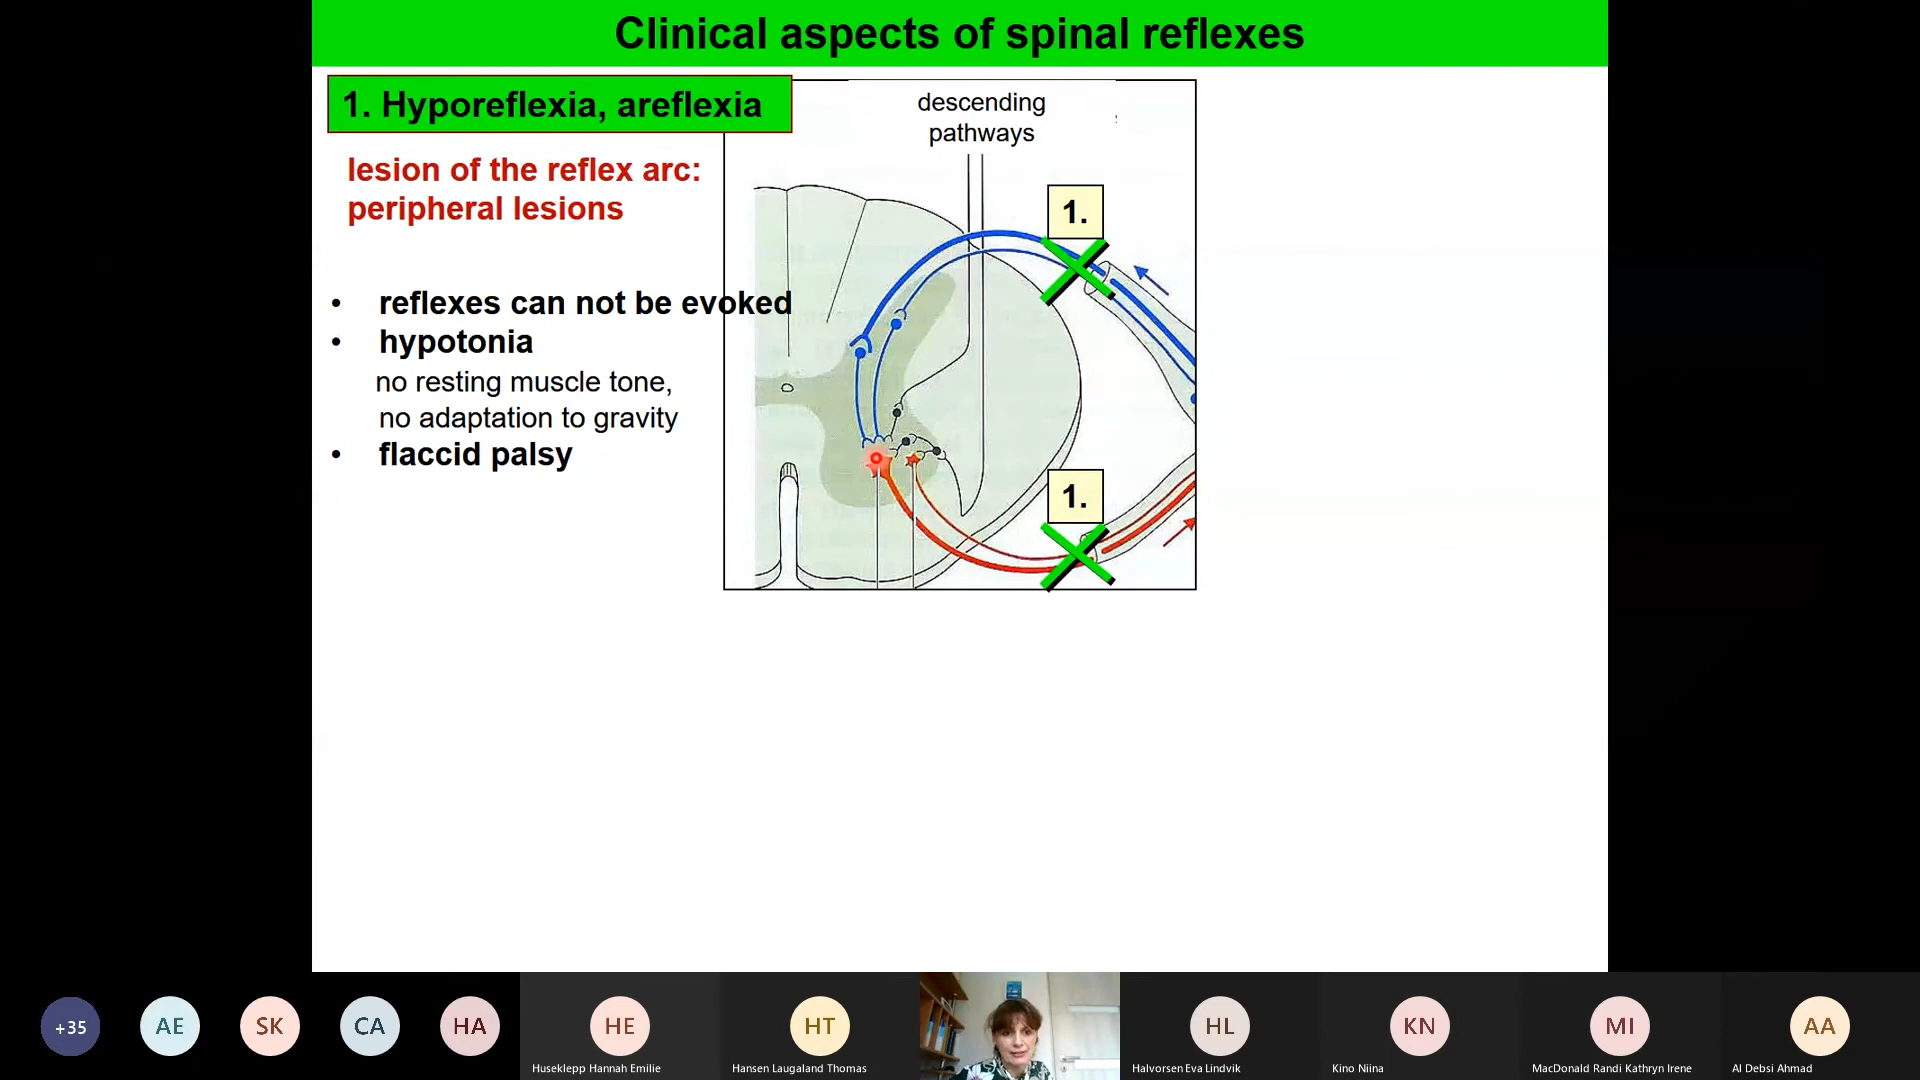 Clinical aspects of spinal reflexes
1. Hyporeflexia, areflexia
descending
pathways
lesion of the reflex arc:
peripheral lesions
1.
• reflexes can not be evoked
• hypotonia
no resting muscle tone,
no adaptation to gravity
• flaccid palsy
1.
+35
AE
SK
CA
HA
HE
HT
HL
KN
MI
AA
Huseklepp Hannah Emilie
Hansen Laugaland Thomas
Halvorsen Eva Lindvik
Kino Niina
MacDonald Randi Kathryn Irene
Al Debsi Ahmad